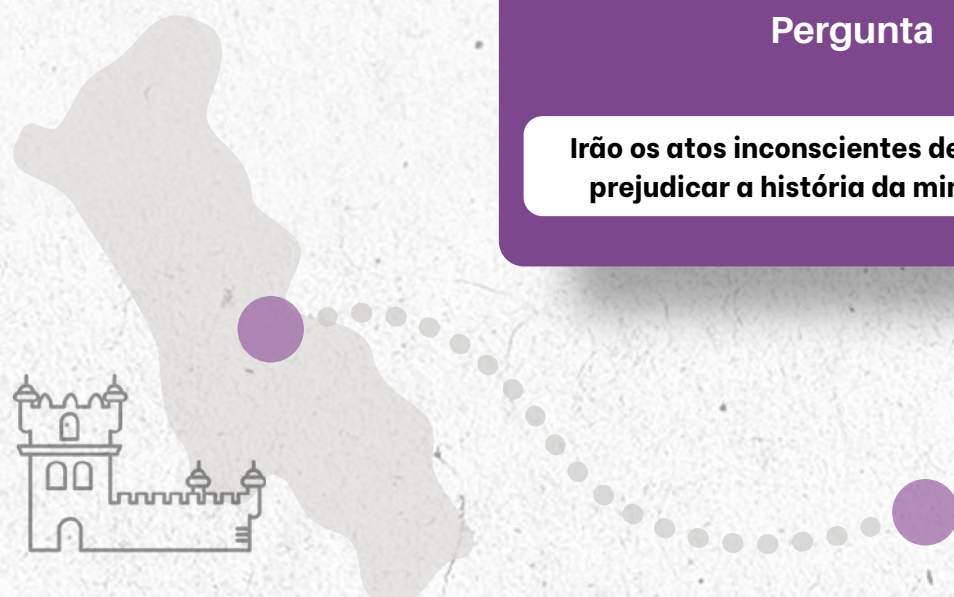 Pergunta
Irão os atos inconscientes de
prejudicar a história da